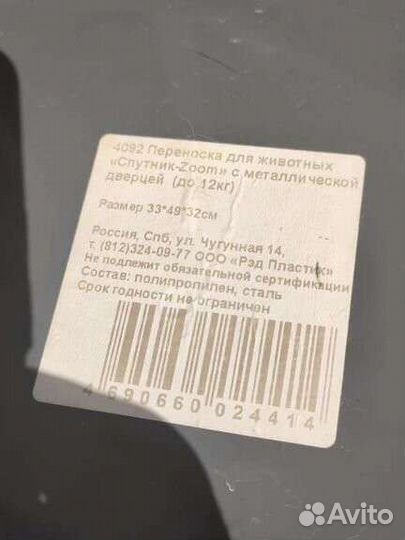 4092 Переноска для животных
«Спутник-Zoom» с металлической
дверцей (до 12кг)
Размер 33*49*32см
Россия, Спб, ул. Чугунная 14,
т. (812)324-09-77 ООО «Рэд Пластик»
Не подлежит обязательной сертификации
Состав: полипропилен, сталь
Срок годности не ограничен
4 690660 024414
Avito